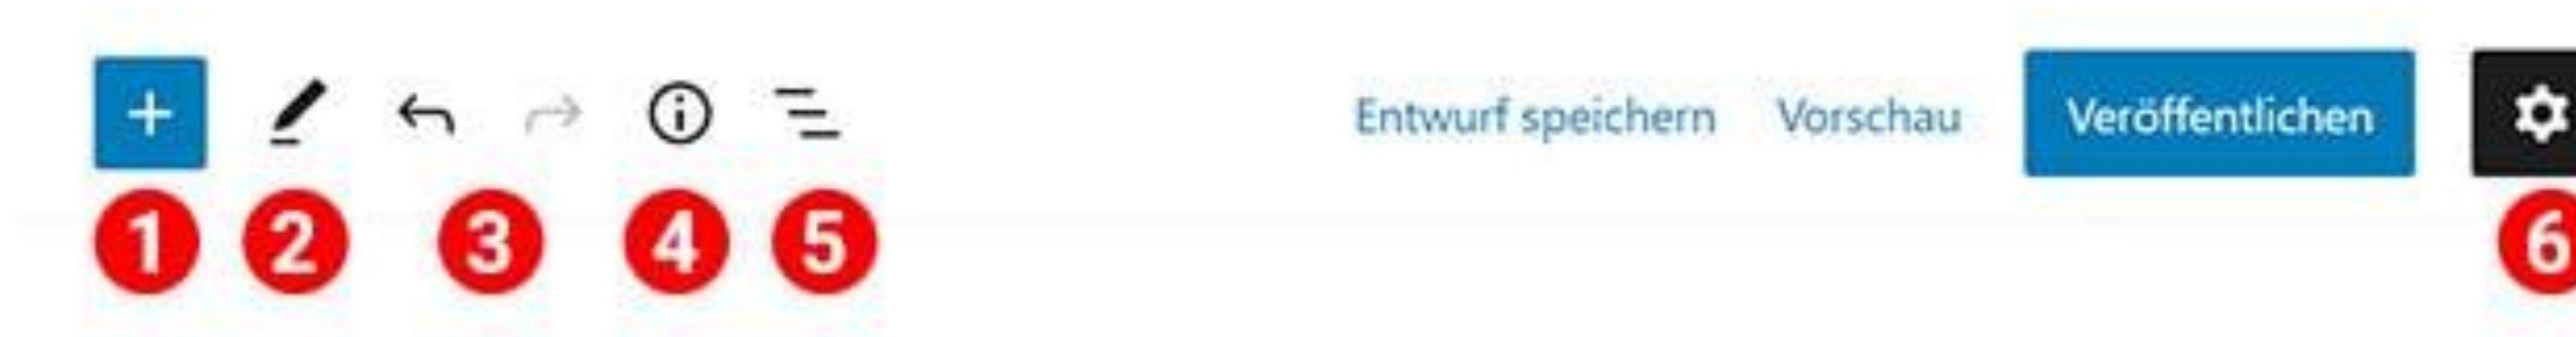 Entwurf speichern Vorschau Veröffentlichen
1 2 3 4 5 6